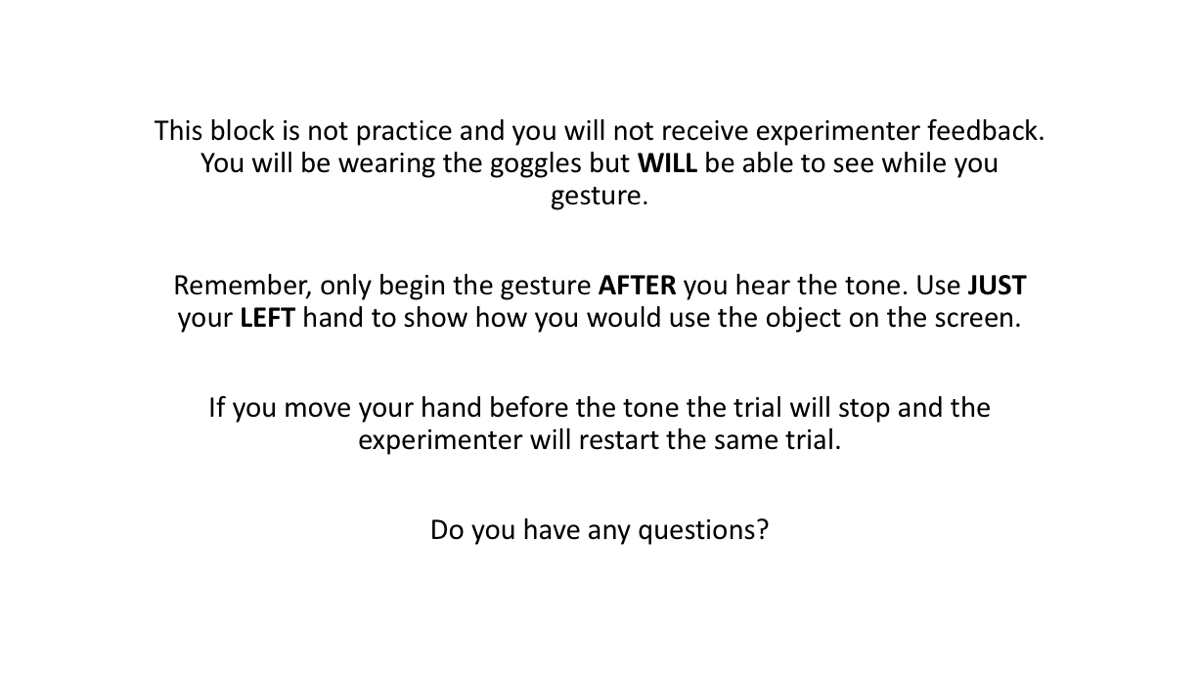 This block is not practice and you will not receive experimenter feedback.
You will be wearing the goggles but WILL be able to see while you
gesture.
Remember, only begin the gesture AFTER you hear the tone. Use JUST
your LEFT hand to show how you would use the object on the screen.
If you move your hand before the tone the trial will stop and the
experimenter will restart the same trial.
Do you have any questions?